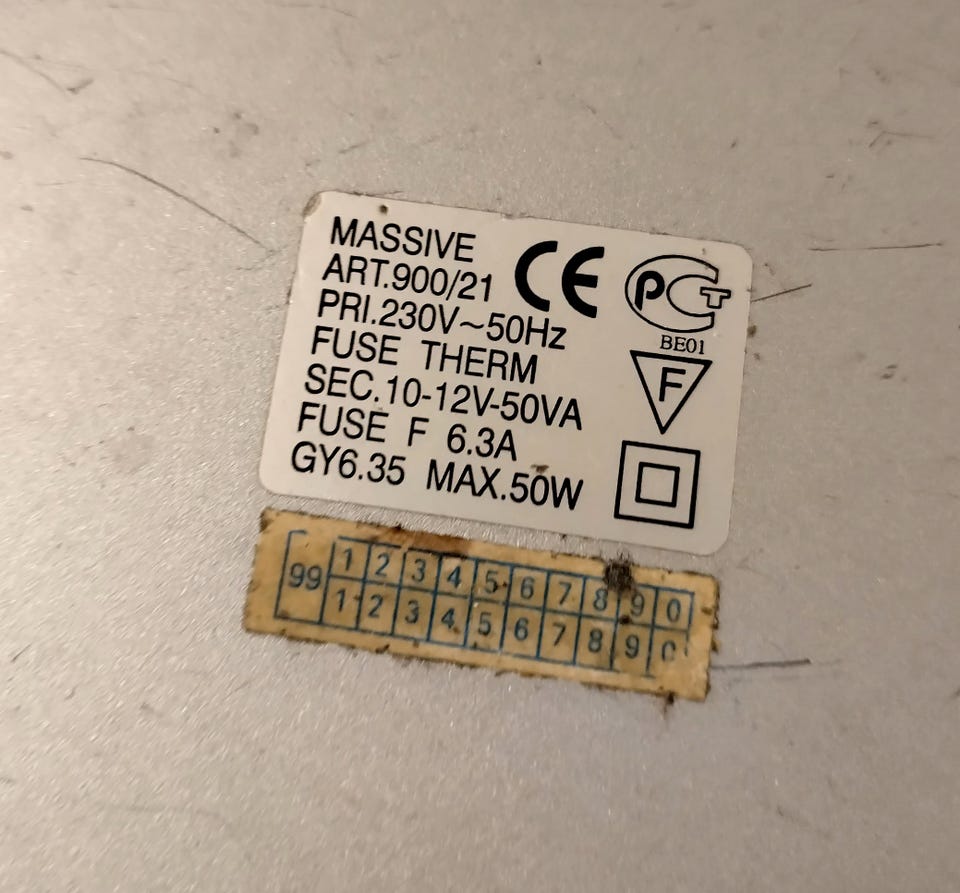 MASSIVE
ART.900/21
PRI.230V~50Hz
FUSE THERM
SEC.10-12V-50VA
FUSE F 6.3A
GY6.35 MAX.50W
CE
PCT
BE01
F
99
1 2 3 4 5 6 7 8 9 0
1 2 3 4 5 6 7 8 9 0